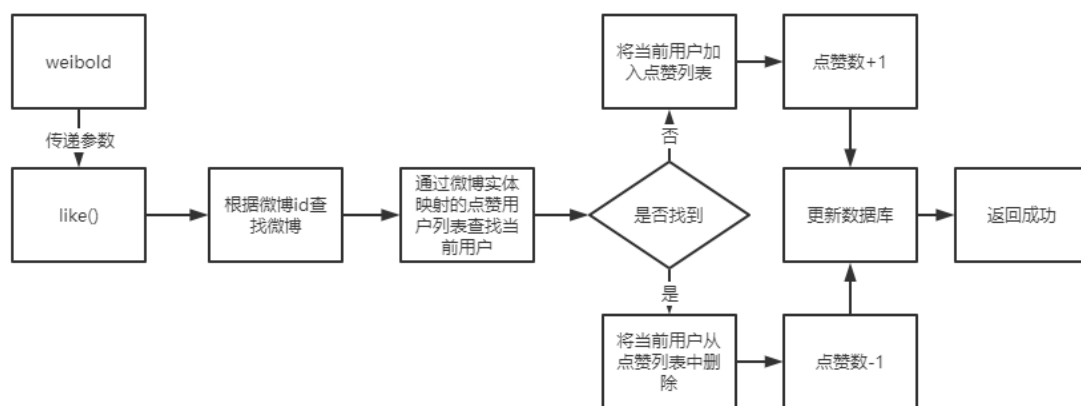 weiboId
传递参数
like()
根据微博id查
找微博
通过微博实体
映射的点赞用
户列表查找当
前用户
是否找到
否
将当前用户加
入点赞列表
点赞数+1
是
将当前用户从
点赞列表中删
除
点赞数-1
更新数据库
返回成功